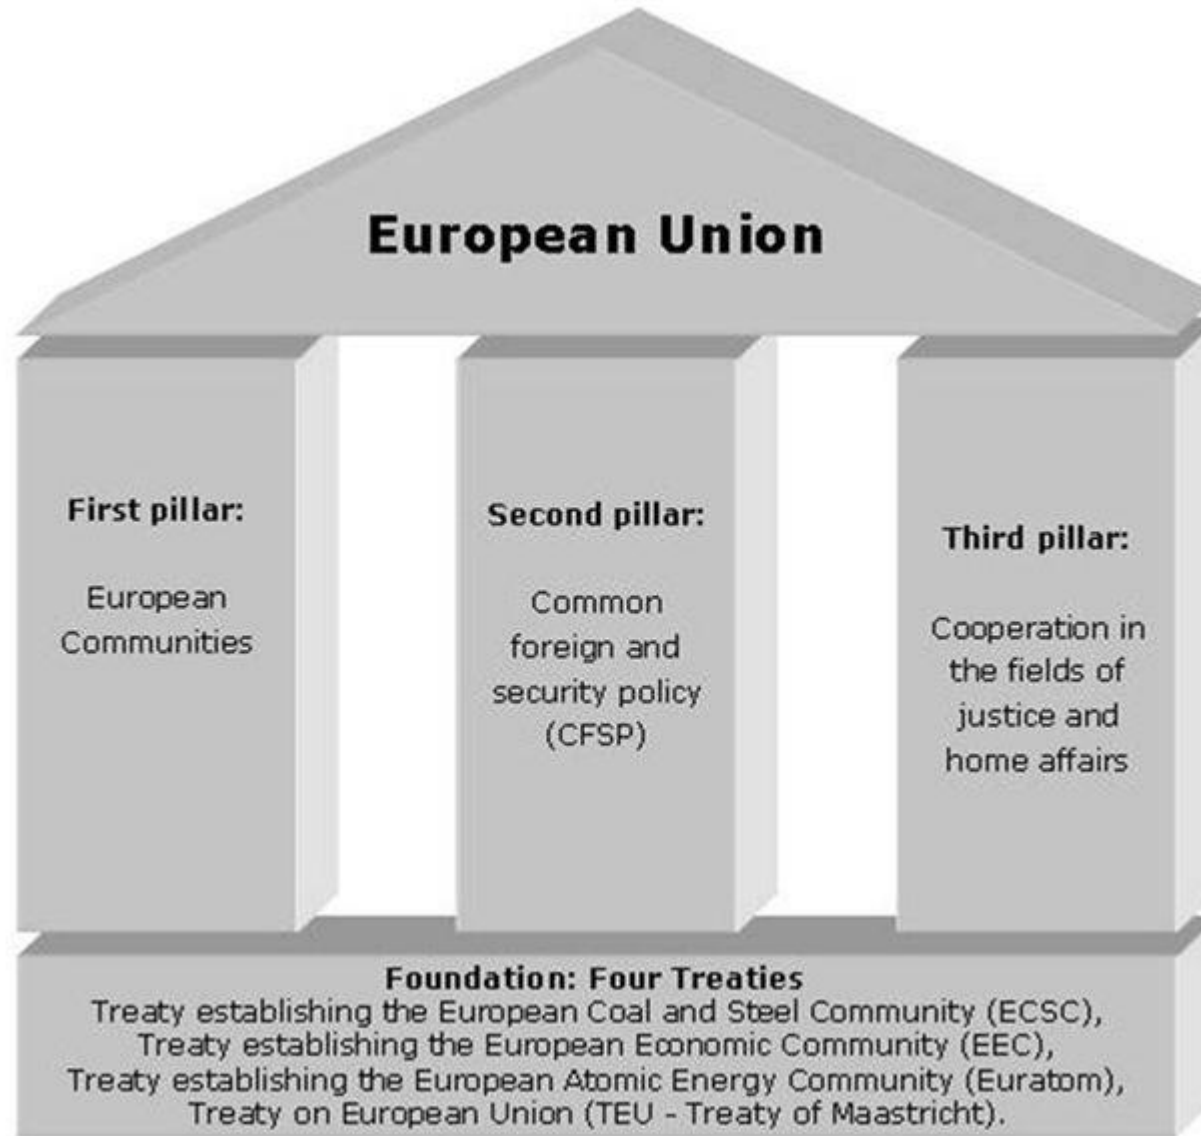 European Union
First pillar:
European
Communities
Second pillar:
Common
foreign and
security policy
(CFSP)
Third pillar:
Cooperation in
the fields of
justice and
home affairs
Foundation: Four Treaties
Treaty establishing the European Coal and Steel Community (ECSC),
Treaty establishing the European Economic Community (EEC),
Treaty establishing the European Atomic Energy Community (Euratom),
Treaty on European Union (TEU - Treaty of Maastricht).